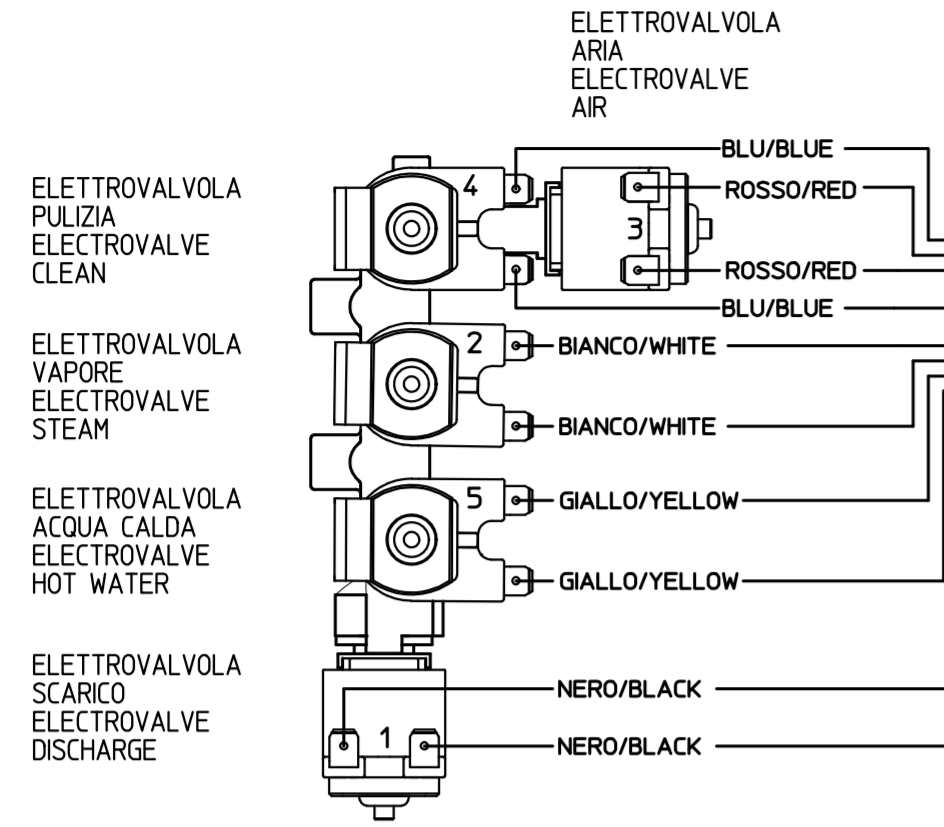 ELETTROVALVOLA
ARIA
ELECTROVALVE
AIR
BLU/BLUE
ELETTROVALVOLA
PULIZIA
ELECTROVALVE
CLEAN
4
ROSSO/RED
3
ROSSO/RED
BLU/BLUE
ELETTROVALVOLA
VAPORE
ELECTROVALVE
STEAM
2
BIANCO/WHITE
BIANCO/WHITE
ELETTROVALVOLA
ACQUA CALDA
ELECTROVALVE
HOT WATER
5
GIALLO/YELLOW
GIALLO/YELLOW
ELETTROVALVOLA
SCARICO
ELECTROVALVE
DISCHARGE
NERO/BLACK
1
NERO/BLACK